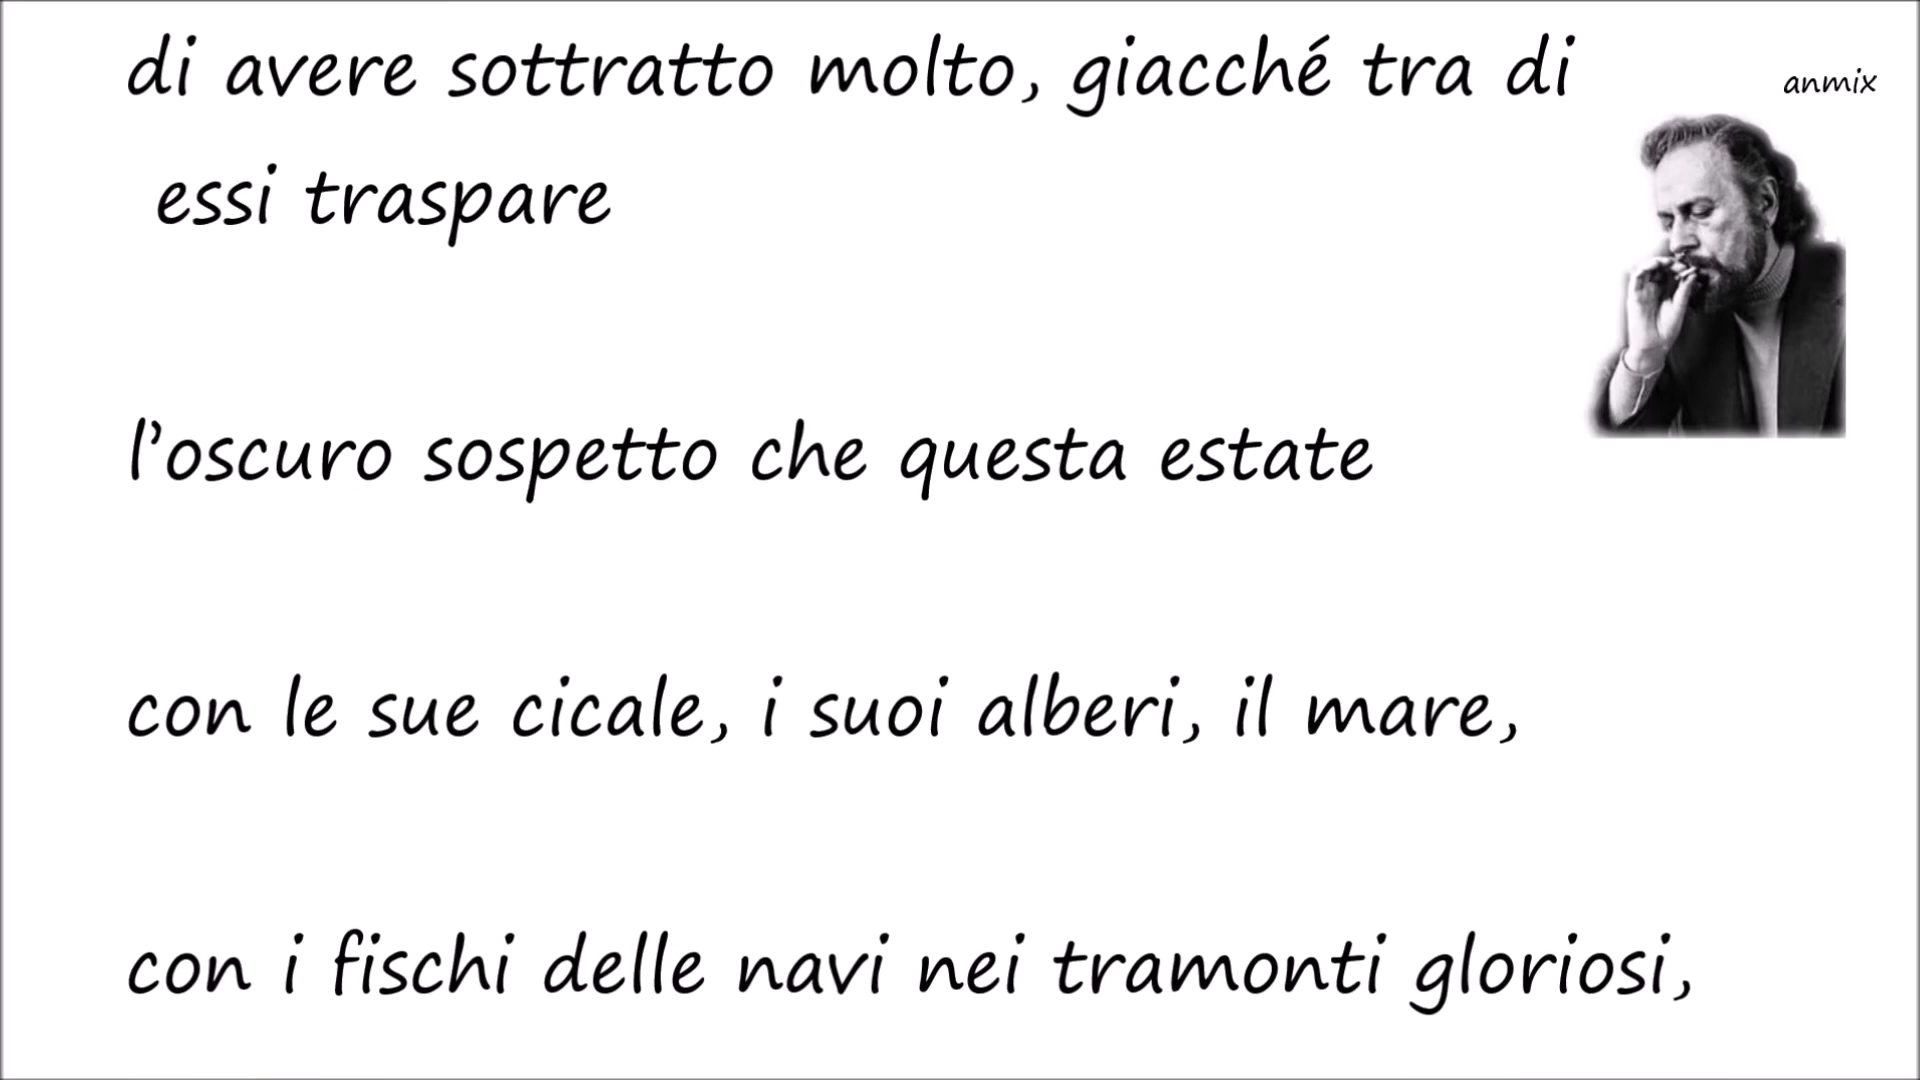 di avere sottratto molto, giacché tra di
essi traspare
l’oscuro sospetto che questa estate
con le sue cicale, i suoi alberi, il mare,
con i fischi delle navi nei tramonti gloriosi,
anmix